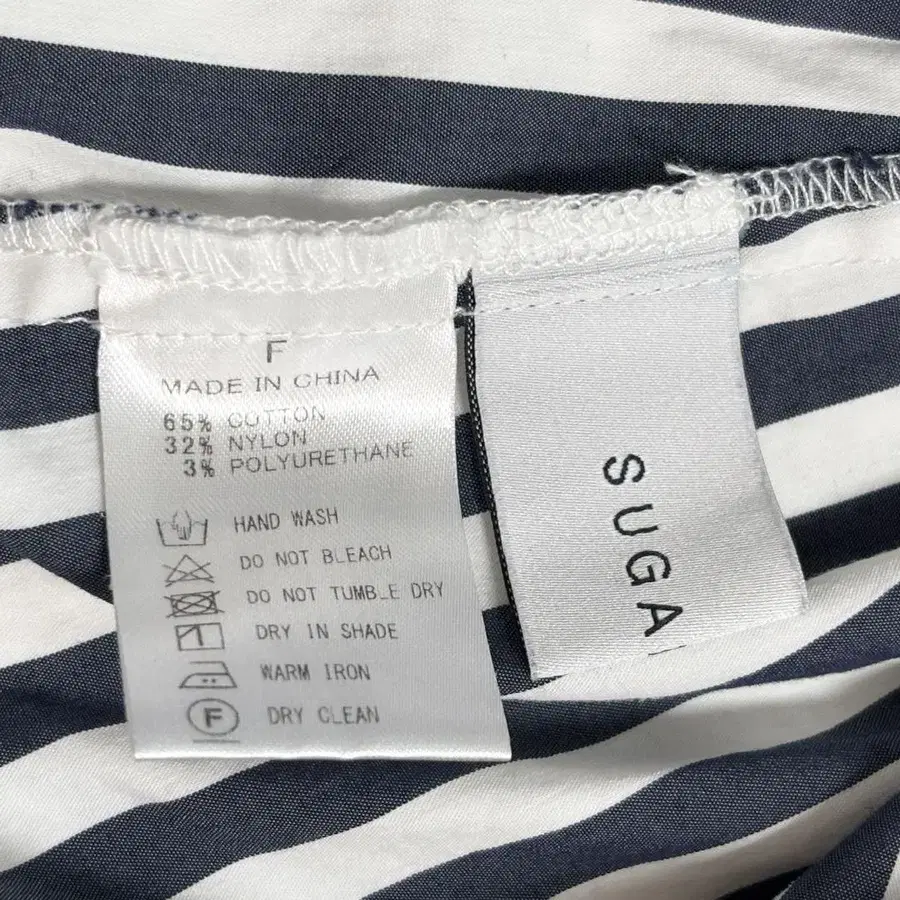 F
MADE IN CHINA
65% COTTON
32% NYLON
3% POLYURETHANE
HAND WASH
DO NOT BLEACH
DO NOT TUMBLE DRY
DRY IN SHADE
WARM IRON
F DRY CLEAN
SUGA